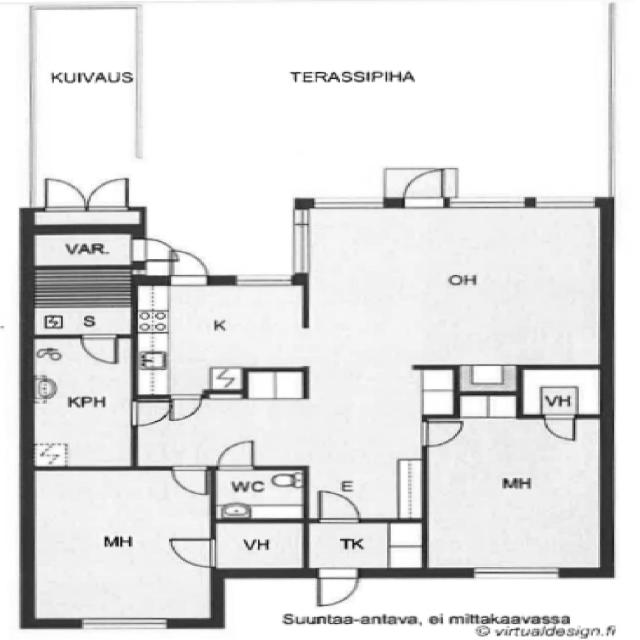 KUIVAUS
TERASSIPIHA
VAR.
OH
S
K
KPH
VH
WC
E
MH
MH
VH
TK
Suuntaa-antava, ei mittakaavassa
© virtualdesign.fi